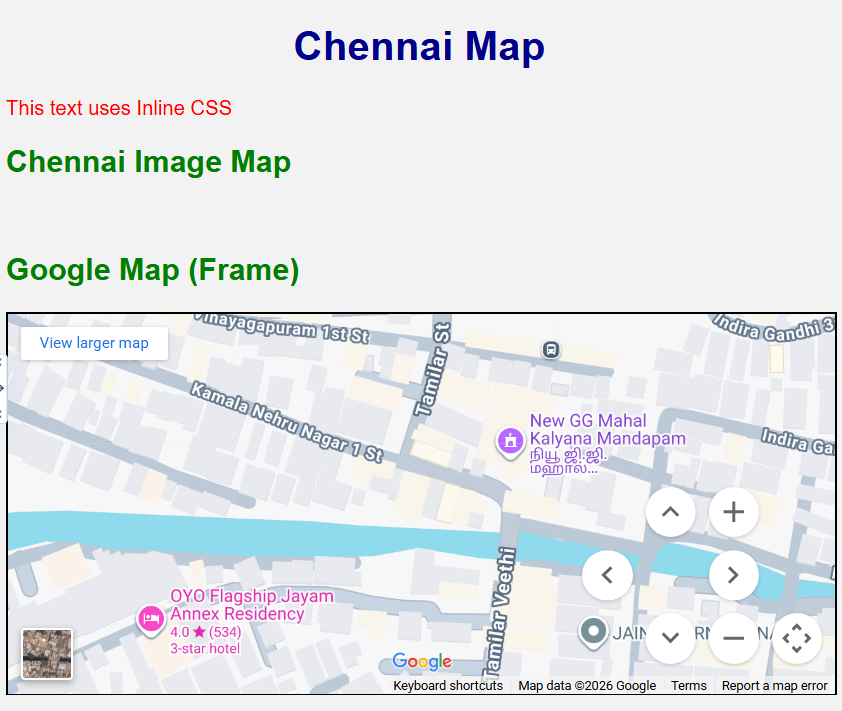 Chennai Map
This text uses Inline CSS
Chennai Image Map
Google Map (Frame)
Vinayagapuram 1st St
Indira Gandhi 3
View larger map
Tamilar St
Kamala Nehru Nagar 1 St
New GG Mahal
Kalyana Mandapam
நியூ ஜி.ஜி.
மஹால்...
Indira Ga
Tamilar Veethi
OYO Flagship Jayam
Annex Residency
4.0 ★ (534)
3-star hotel
JAIN
Google
Keyboard shortcuts
Map data ©2026 Google
Terms
Report a map error